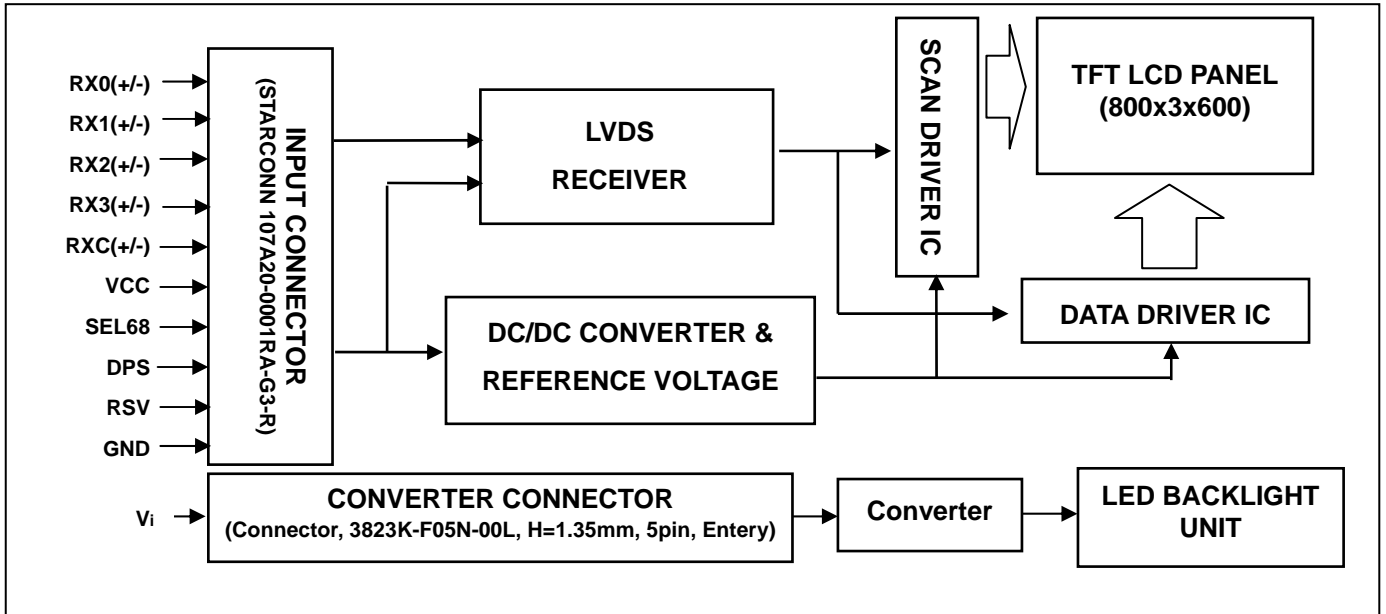 RX0(+/-)
RX1(+/-)
RX2(+/-)
RX3(+/-)
RXC(+/-)
VCC
SEL68
DPS
RSV
GND
INPUT CONNECTOR
(STARCONN 107A20-0001RA-G3-R)
LVDS
RECEIVER
DC/DC CONVERTER &
REFERENCE VOLTAGE
SCAN DRIVER IC
TFT LCD PANEL
(800x3x600)
DATA DRIVER IC
Vi
CONVERTER CONNECTOR
(Connector, 3823K-F05N-00L, H=1.35mm, 5pin, Entery)
Converter
LED BACKLIGHT
UNIT